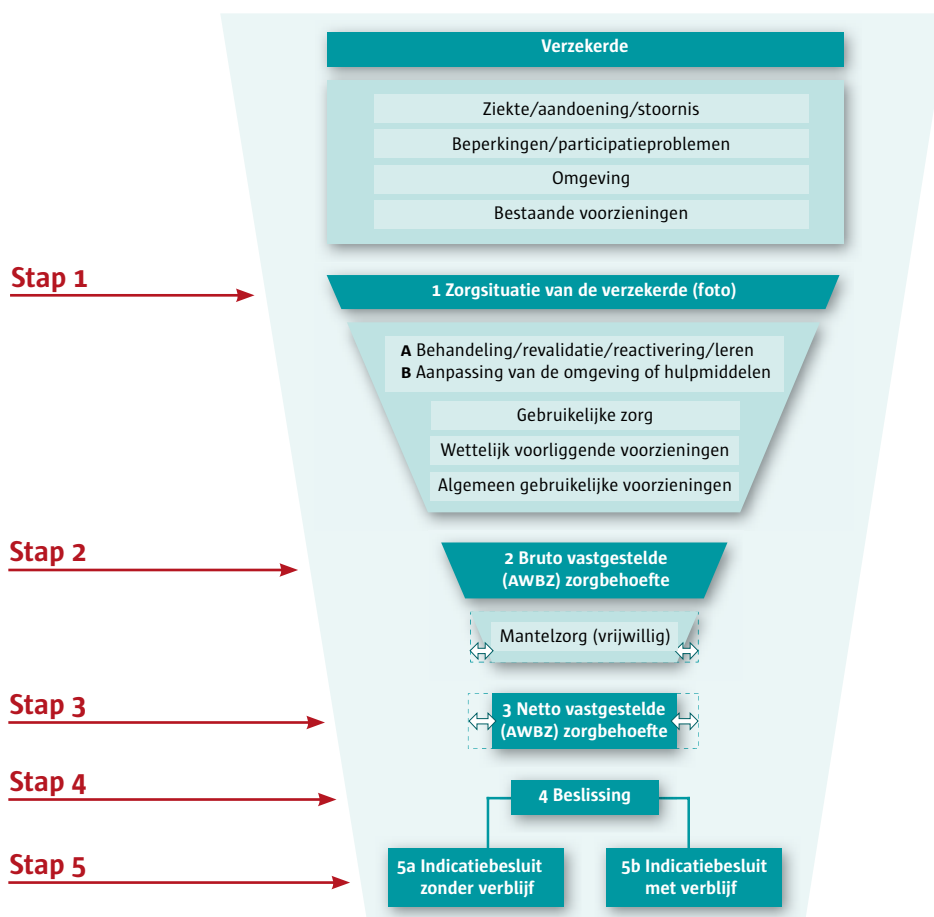 Verzekerde
Ziekte/aandoening/stoornis
Beperkingen/participatieproblemen
Omgeving
Bestaande voorzieningen
Stap 1
1 Zorgsituatie van de verzekerde (foto)
A Behandeling/revalidatie/reactivering/leren
B Aanpassing van de omgeving of hulpmiddelen
Gebruikelijke zorg
Wettelijk voorliggende voorzieningen
Algemeen gebruikelijke voorzieningen
Stap 2
2 Bruto vastgestelde
(AWBZ) zorgbehoefte
Mantelzorg (vrijwillig)
Stap 3
3 Netto vastgestelde
(AWBZ) zorgbehoefte
Stap 4
4 Beslissing
Stap 5
5a Indicatiebesluit
zonder verblijf
5b Indicatiebesluit
met verblijf